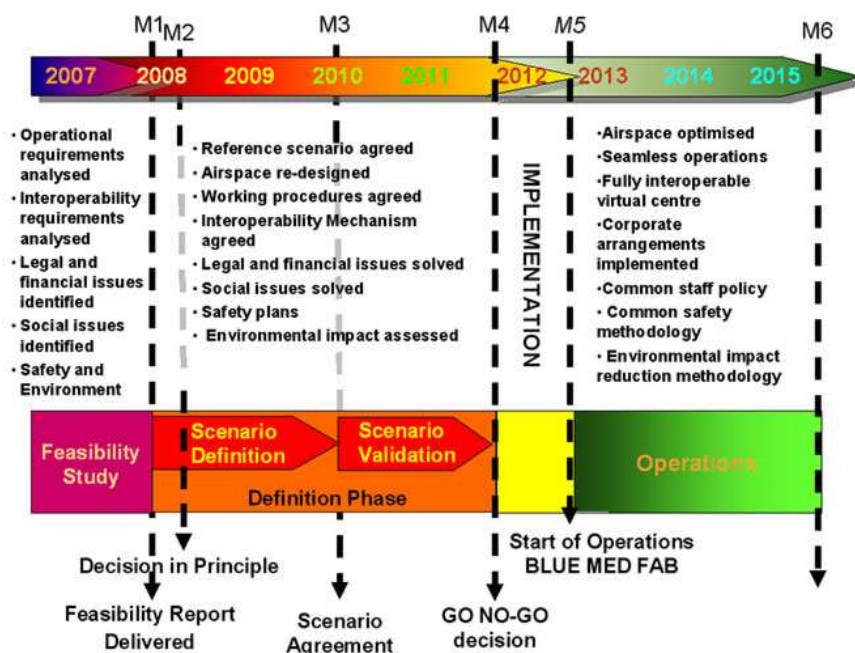 M1 M2 M3 M4 M5 M6
2007 2008 2009 2010 2011 2012 2013 2014 2015
· Operational
requirements
analysed
· Interoperability
requirements
analysed
· Legal and
financial issues
identified
· Social issues
identified
· Safety and
Environment
· Reference scenario agreed
· Airspace re-designed
· Working procedures agreed
· Interoperability Mechanism
agreed
· Legal and financial issues solved
· Social issues solved
· Safety plans
· Environmental impact assessed
IMPLEMENTATION
·Airspace optimised
·Seamless operations
·Fully interoperable
virtual centre
·Corporate
arrangements
implemented
·Common staff policy
· Common safety
methodology
· Environmental impact
reduction methodology
Feasibility
Study
Scenario
Definition
Scenario
Validation
Definition Phase
Operations
Decision in Principle
Feasibility Report
Delivered
Scenario
Agreement
GO NO-GO
decision
Start of Operations
BLUE MED FAB